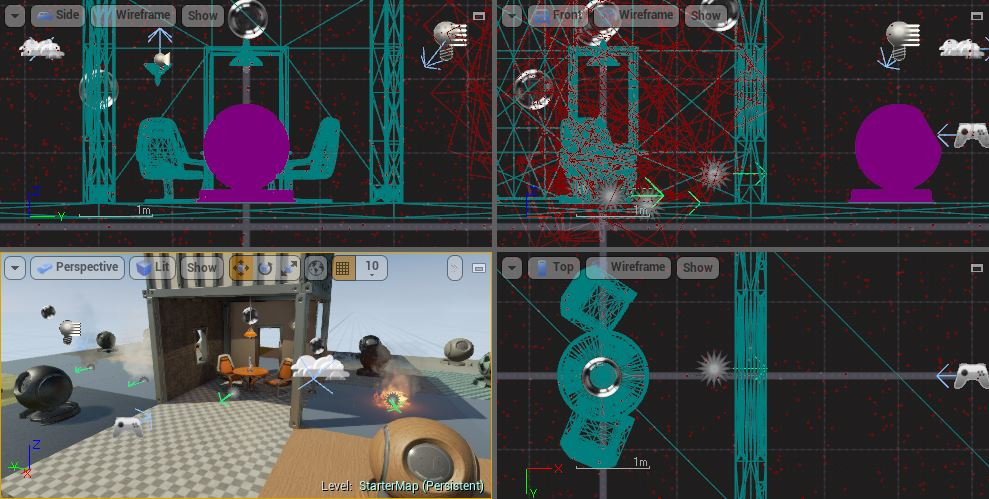 Side Wireframe Show
Front Wireframe Show
Z
Y
1m
1m
Perspective Lit Show 10
Top Wireframe Show
Z
Y
X
Level: StarterMap (Persistent)
1m
X
Y